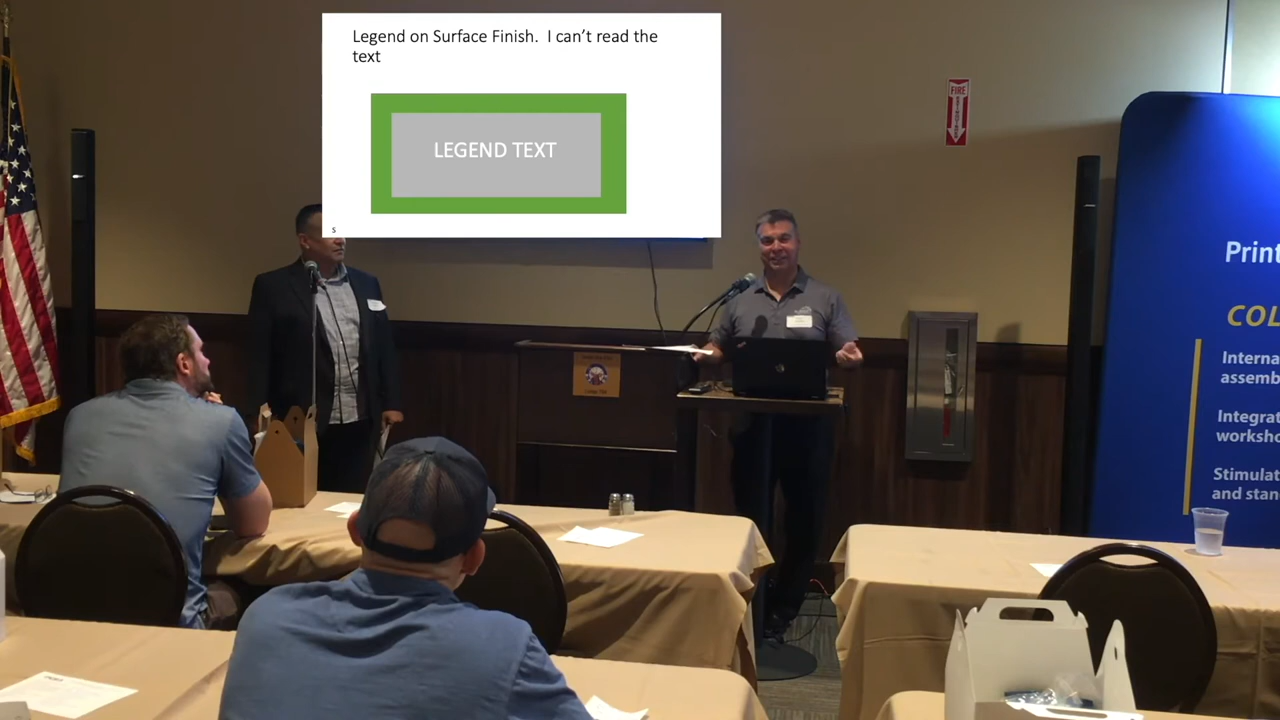 Legend on Surface Finish.  I can't read the
text
LEGEND TEXT
s
FIRE
EXTINGUISHER
Print
COL
Interna
assemb
Integrat
worksho
Stimulat
and stan